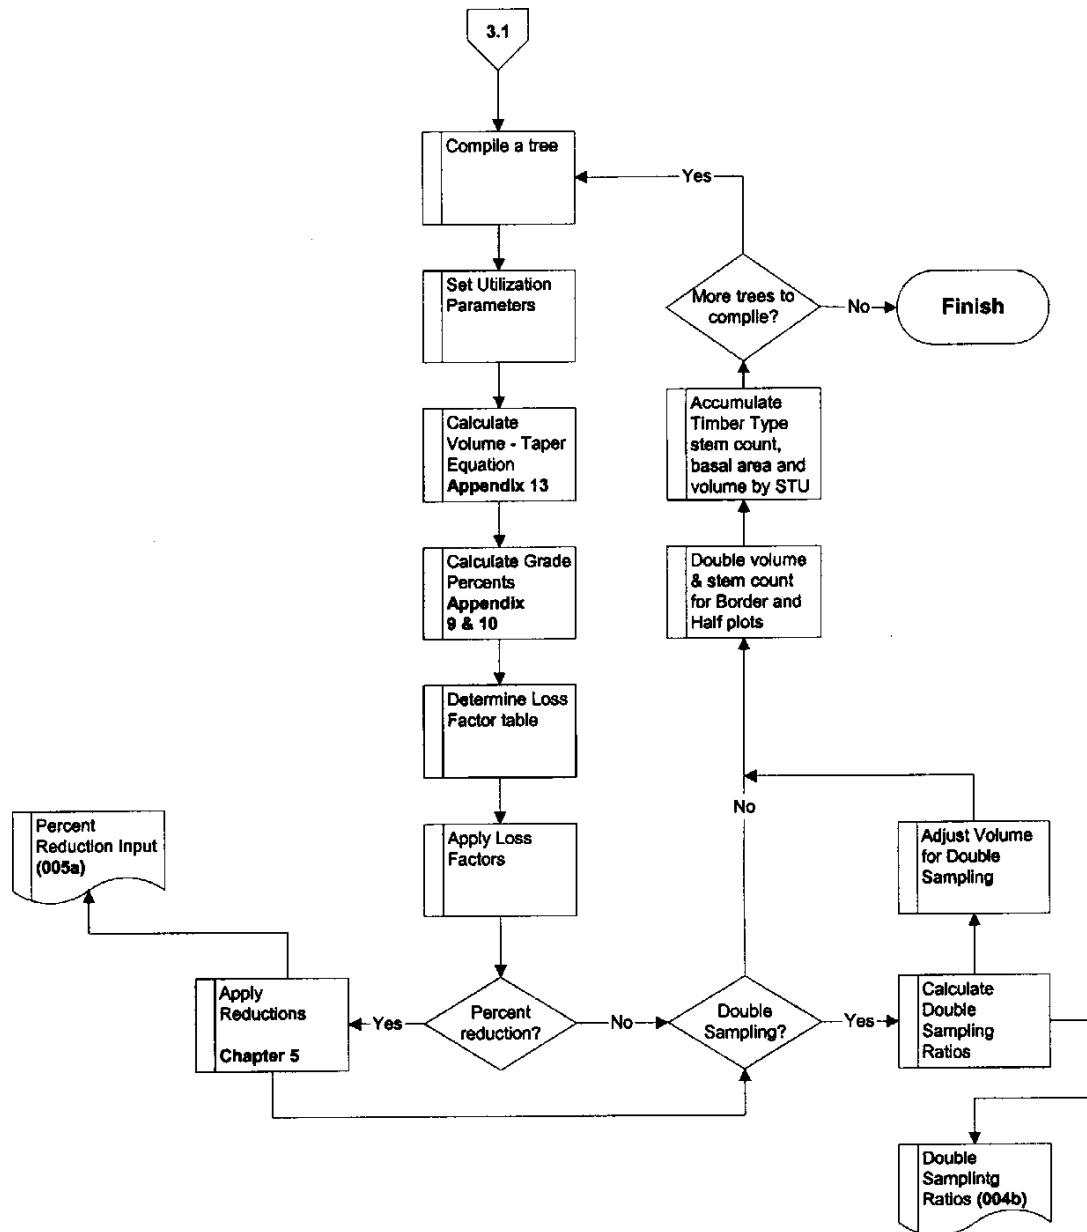 3.1
Compile a tree
Yes
Set Utilization
Parameters
More trees to
compile?
No
Finish
Calculate
Volume - Taper
Equation
Appendix 13
Accumulate
Timber Type
stem count,
basal area and
volume by STU
Calculate Grade
Percents
Appendix
9 & 10
Double volume
& stem count
for Border and
Half plots
Determine Loss
Factor table
No
Percent
Reduction Input
(005a)
Apply Loss
Factors
Adjust Volume
for Double
Sampling
Apply
Reductions
Chapter 5
Yes
Percent
reduction?
No
Double
Sampling?
Yes
Calculate
Double
Sampling
Ratios
Double
Samplintg
Ratios (004b)